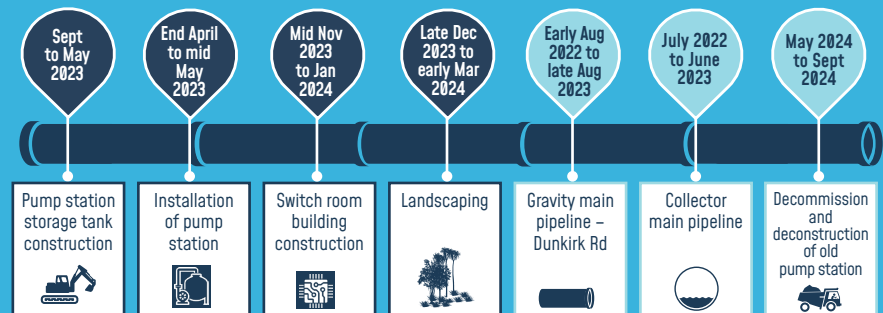 Sept
to May
2023
End April
to mid
May
2023
Mid Nov
2023
to Jan
2024
Late Dec
2023 to
early Mar
2024
Early Aug
2022 to
late Aug
2023
July 2022
to June
2023
May 2024
to Sept
2024
Pump station
storage tank
construction
Installation
of pump
station
Switch room
building
construction
Landscaping
Gravity main
pipeline –
Dunkirk Rd
Collector
main pipeline
Decommission
and
deconstruction
of old
pump station